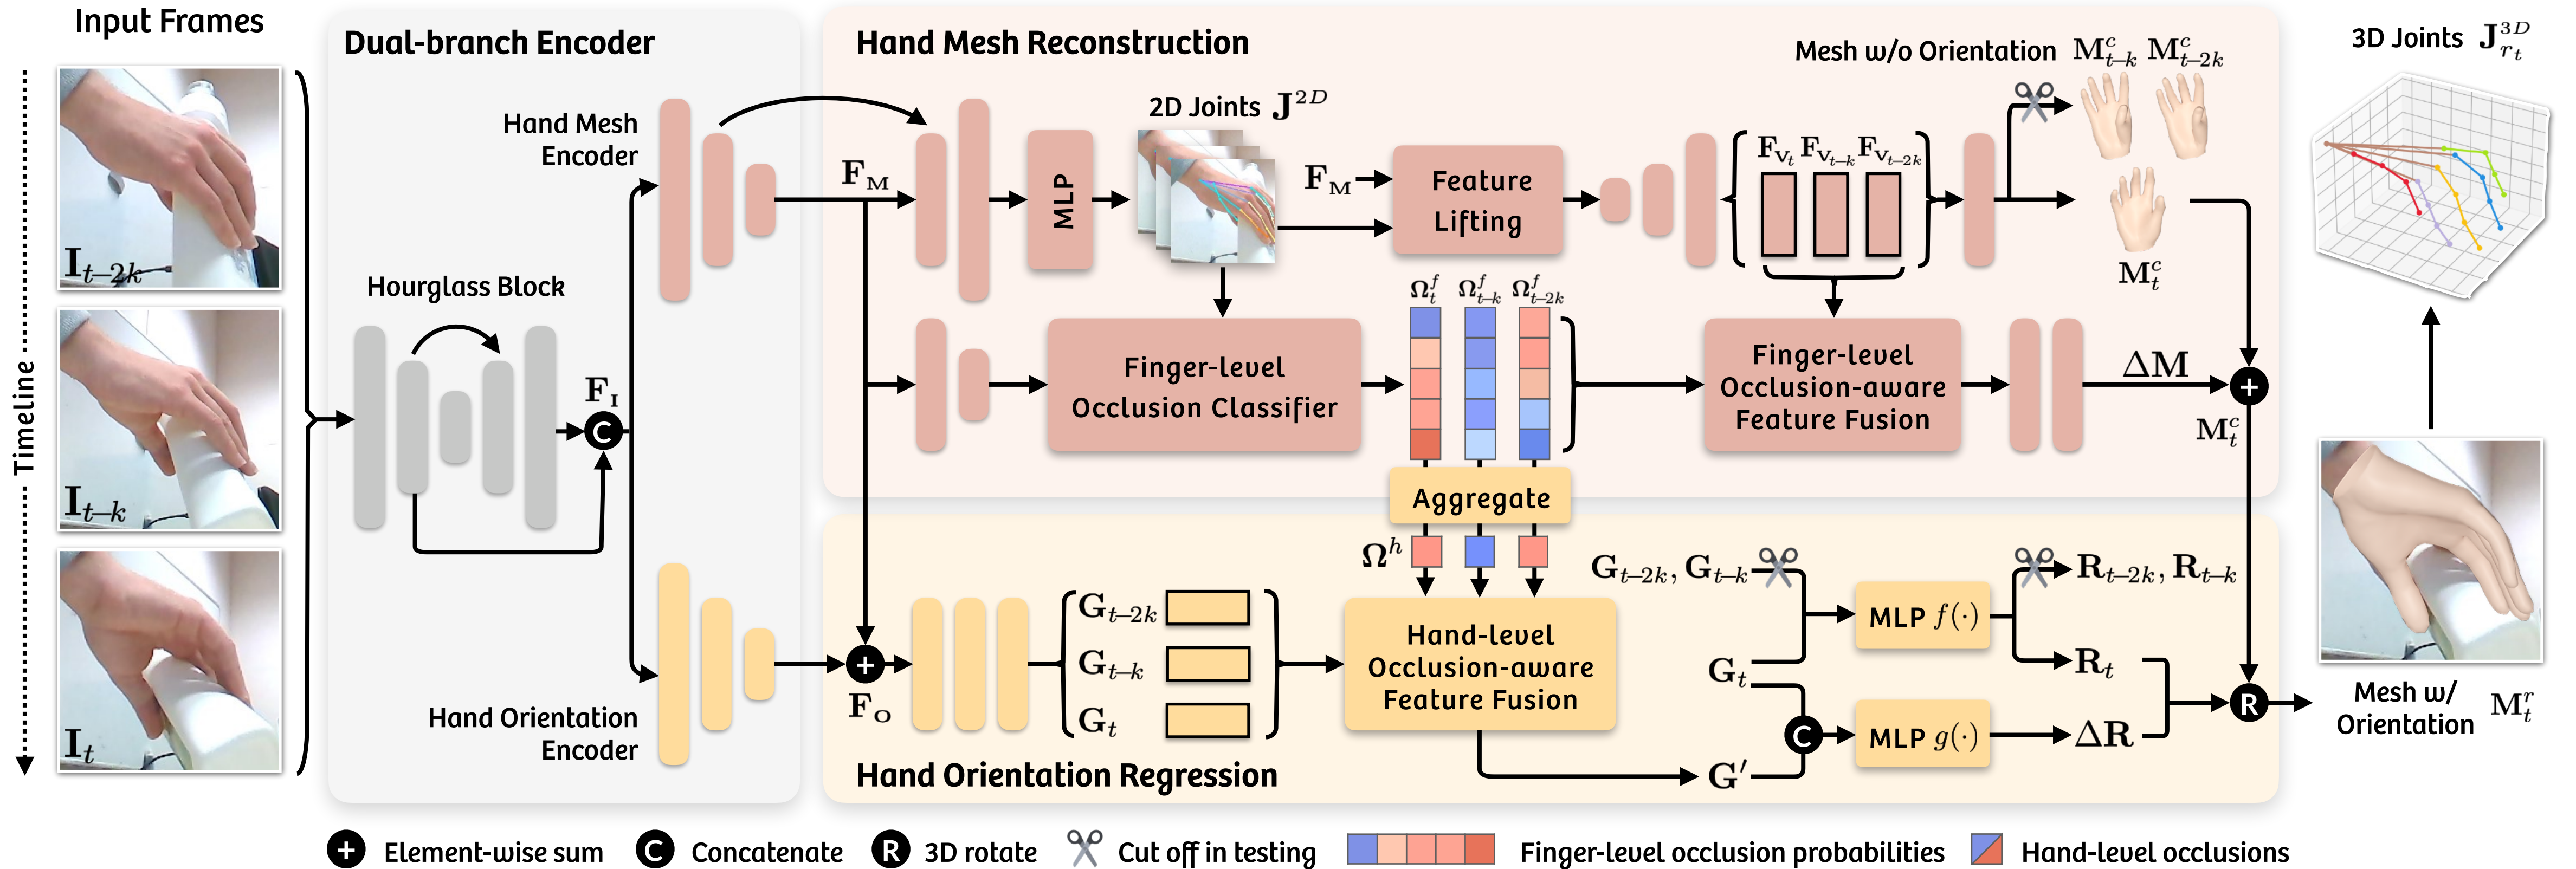 Input Frames
Timeline
I_{t-2k}
I_{t-k}
I_t
Dual-branch Encoder
Hand Mesh
Encoder
Hourglass Block
F_I
C
Hand Orientation
Encoder
Hand Mesh Reconstruction
F_M
MLP
2D Joints J^{2D}
F_M
Feature
Lifting
F_{V_t} F_{V_{t-k}} F_{V_{t-2k}}
Mesh w/o Orientation M^c_{t-k} M^c_{t-2k}
M^c_t
Finger-level
Occlusion Classifier
Ω^f_t Ω^f_{t-k} Ω^f_{t-2k}
Finger-level
Occlusion-aware
Feature Fusion
ΔM
+
M^c_t
Aggregate
Ω^h
+
F_O
G_{t-2k}
G_{t-k}
G_t
Hand-level
Occlusion-aware
Feature Fusion
Hand Orientation Regression
G_{t-2k}, G_{t-k}
G_t
G′
C
MLP f(·)
MLP g(·)
R_{t-2k}, R_{t-k}
R_t
ΔR
R
3D Joints J^{3D}_{r_t}
Mesh w/
Orientation M^r_t
+ Element-wise sum
C Concatenate
R 3D rotate
Cut off in testing
Finger-level occlusion probabilities
Hand-level occlusions